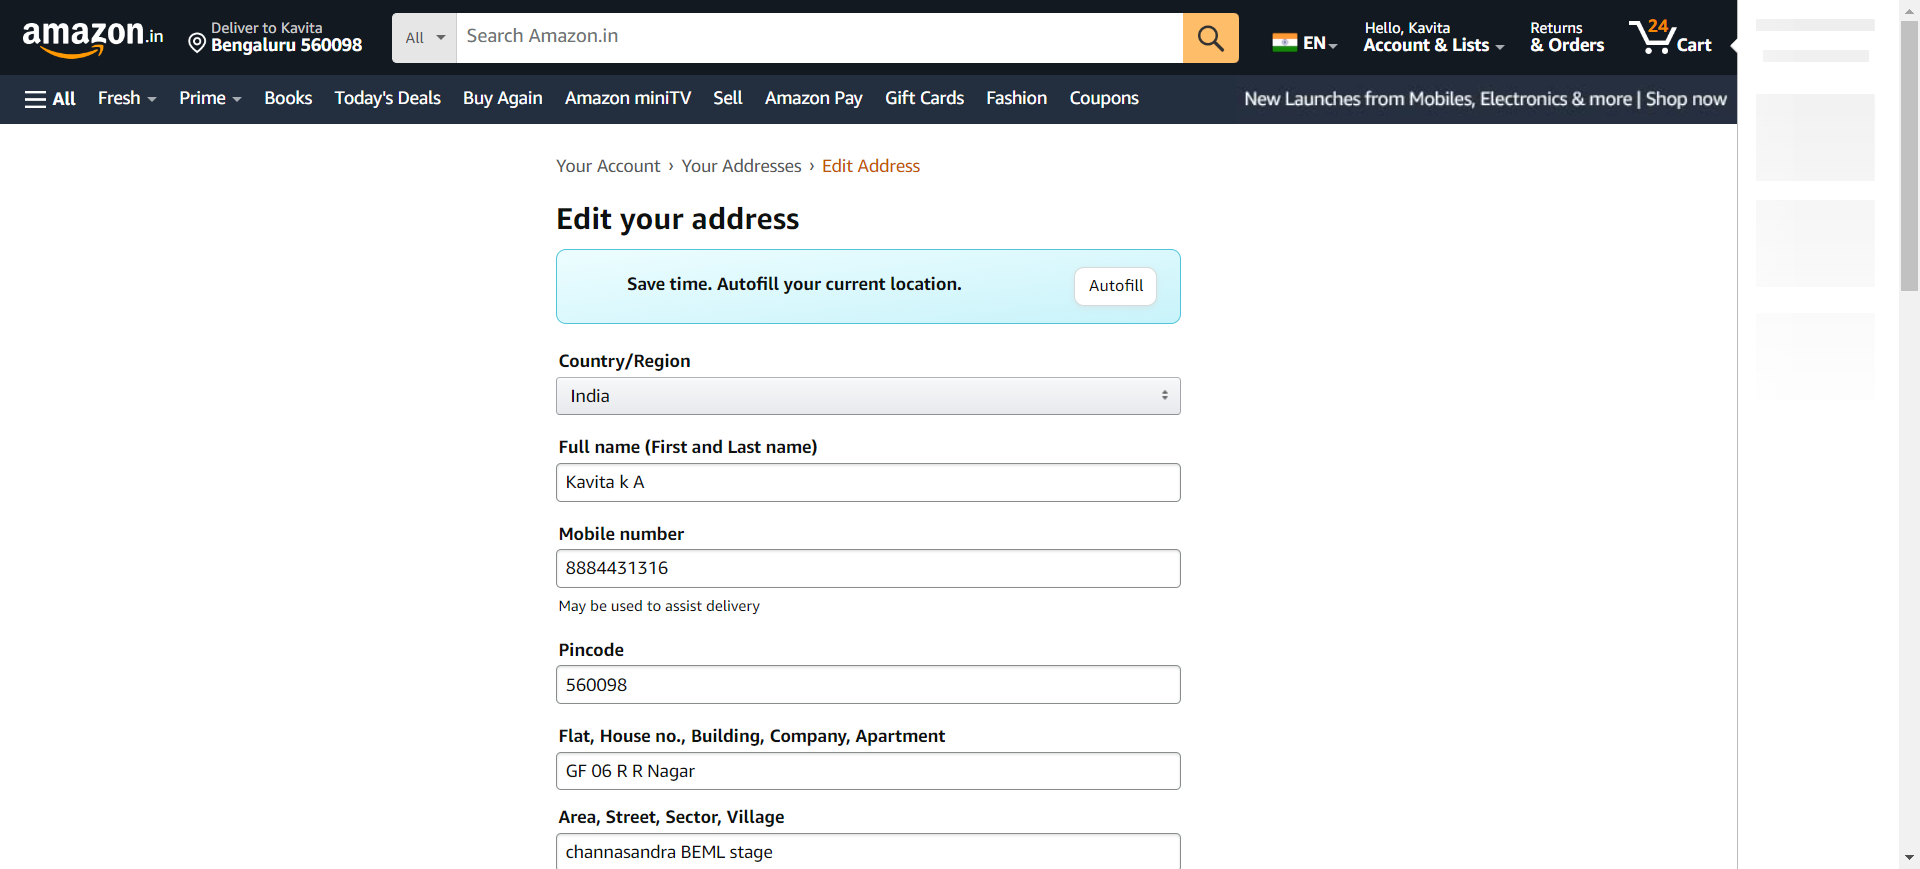 amazon.in
Deliver to Kavita
Bengaluru 560098
All
Search Amazon.in
EN
Hello, Kavita
Account & Lists
Returns
& Orders
24
Cart
All
Fresh
Prime
Books
Today's Deals
Buy Again
Amazon miniTV
Sell
Amazon Pay
Gift Cards
Fashion
Coupons
New Launches from Mobiles, Electronics & more | Shop now
Your Account › Your Addresses › Edit Address
Edit your address
Save time. Autofill your current location.
Autofill
Country/Region
India
Full name (First and Last name)
Kavita k A
Mobile number
8884431316
May be used to assist delivery
Pincode
560098
Flat, House no., Building, Company, Apartment
GF 06 R R Nagar
Area, Street, Sector, Village
channasandra BEML stage